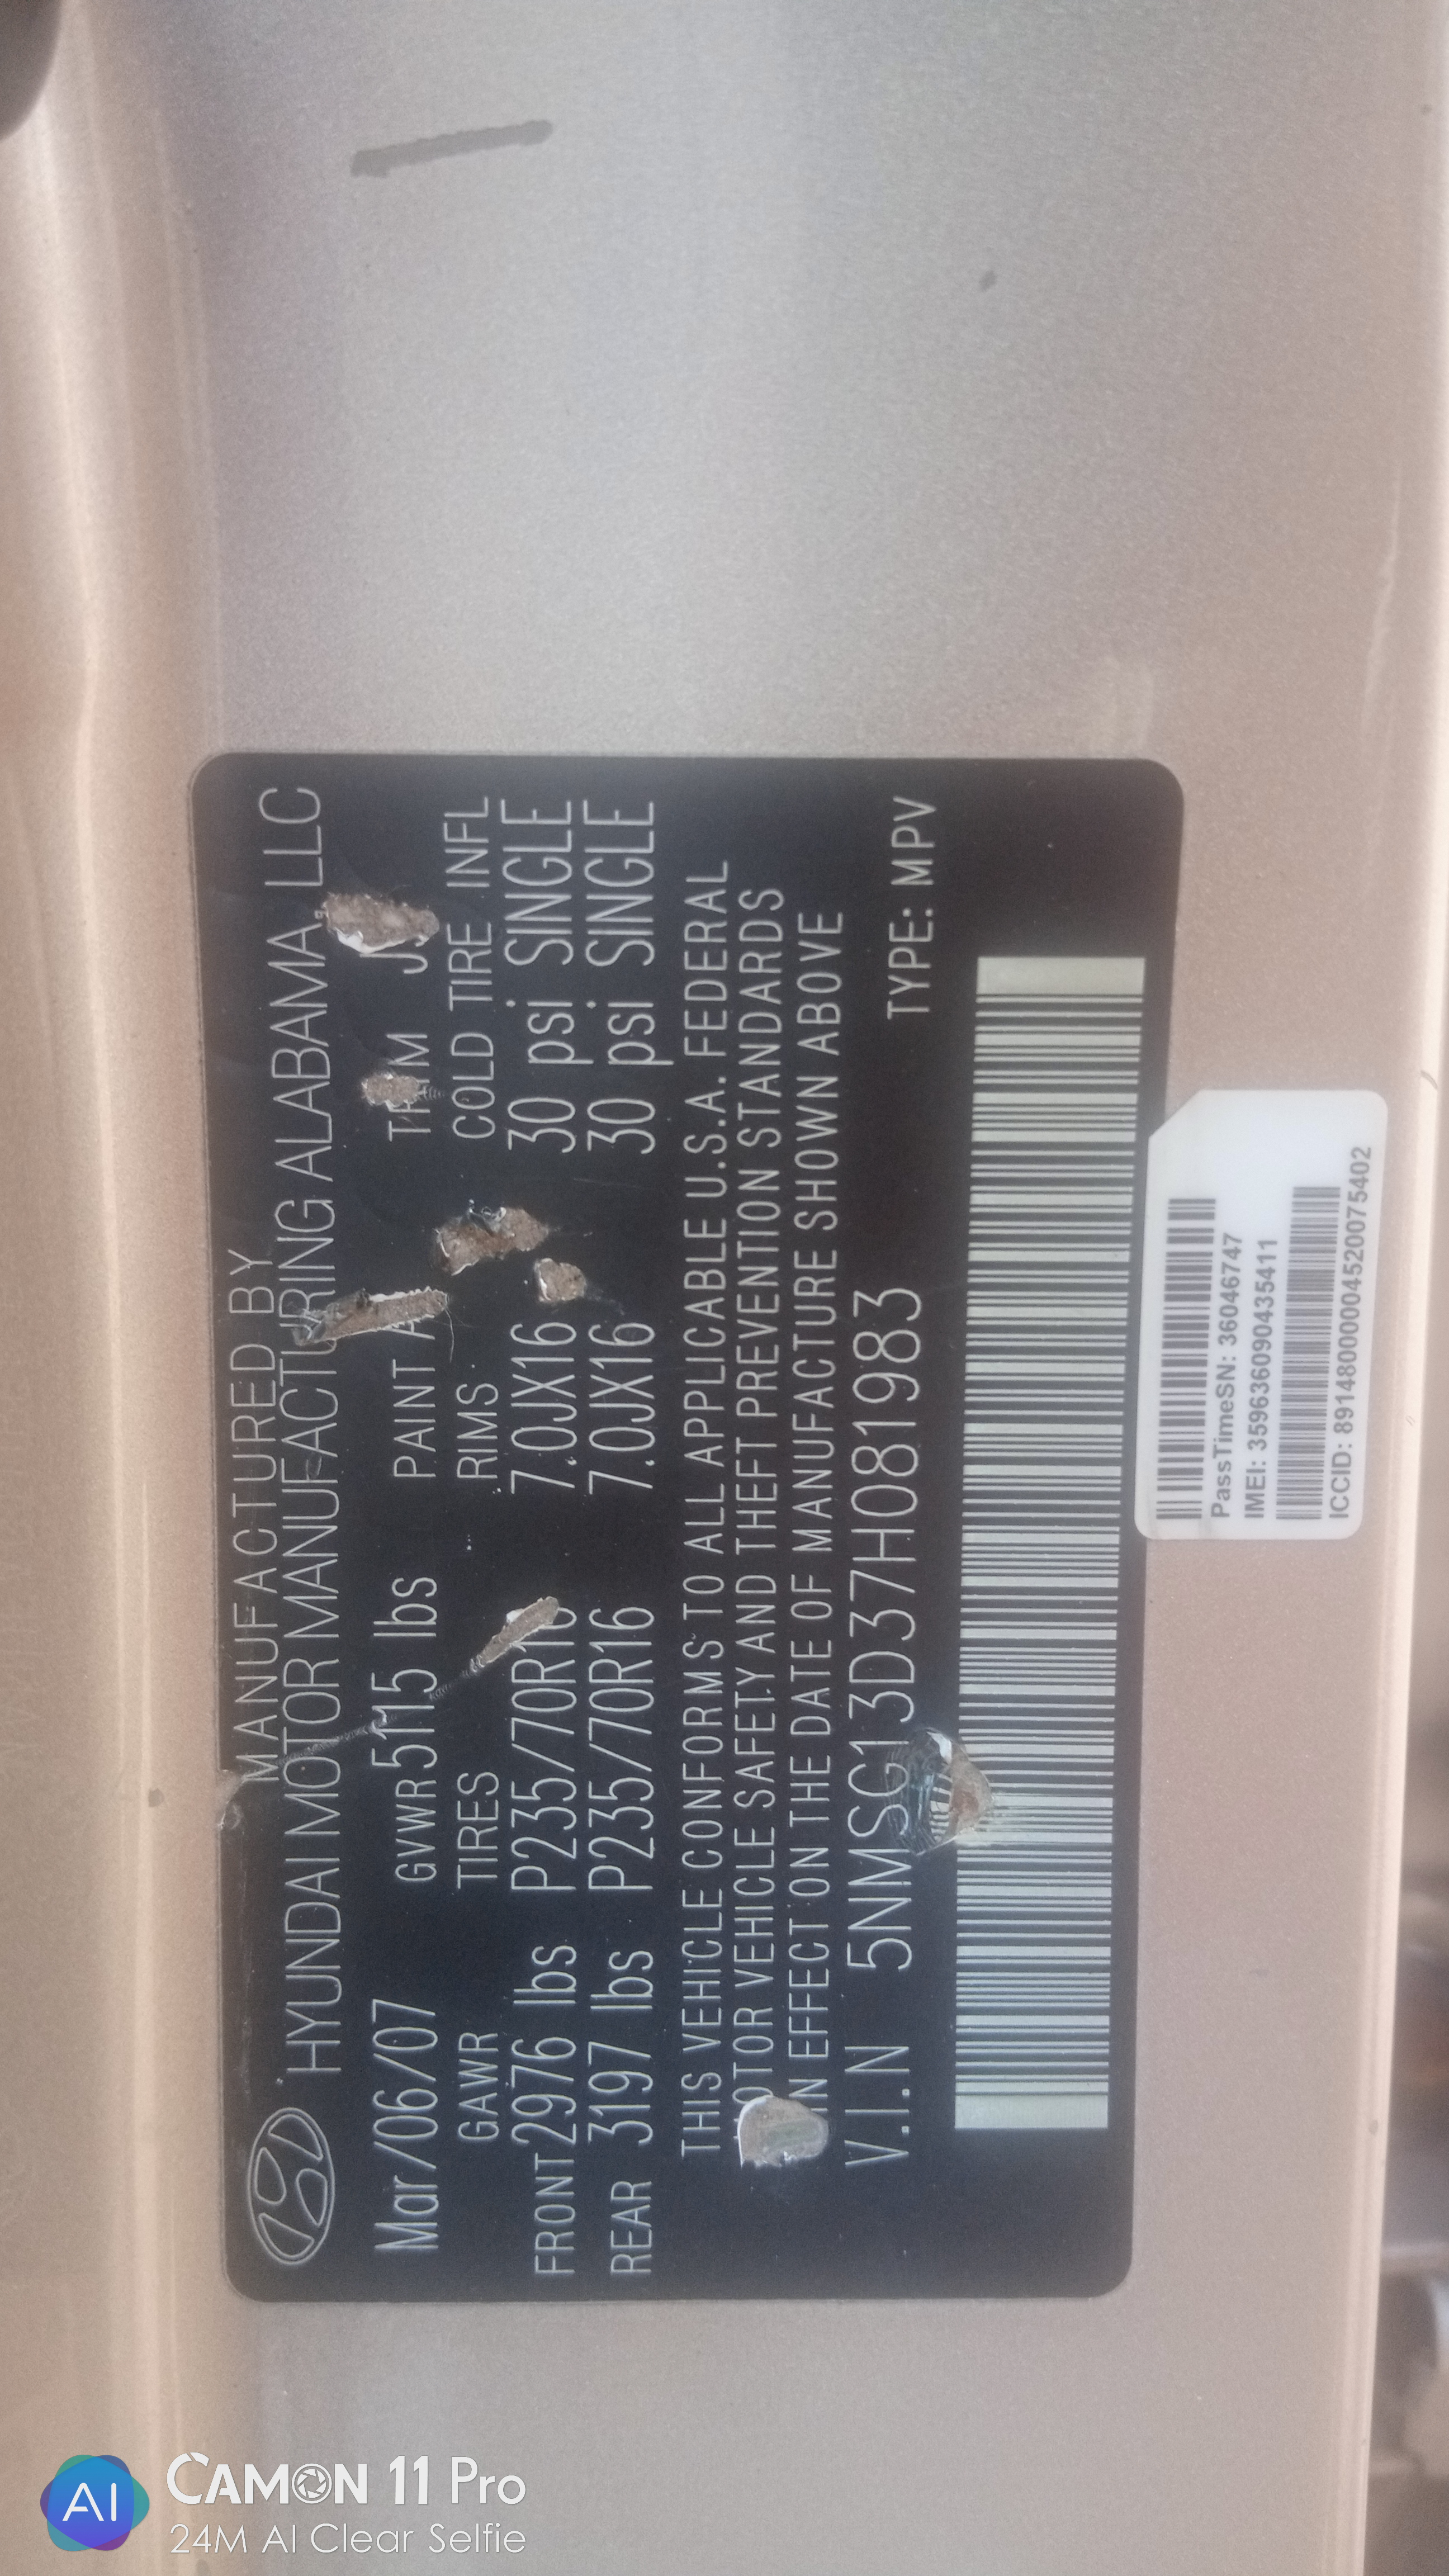 MANUFACTURED BY
HYUNDAI MOTOR MANUFACTURING ALABAMA, LLC
Mar/06/07 GVWR 5115 lbs PAINT
GAWR TIRES RIMS COLD TIRE INFL
FRONT 2976 lbs P235/70R16 7.0JX16 30 psi SINGLE
REAR 3197 lbs P235/70R16 7.0JX16 30 psi SINGLE
THIS VEHICLE CONFORMS TO ALL APPLICABLE U.S.A. FEDERAL
MOTOR VEHICLE SAFETY AND THEFT PREVENTION STANDARDS
IN EFFECT ON THE DATE OF MANUFACTURE SHOWN ABOVE
V.I.N 5NMSG13D37H081983 TYPE: MPV
PassTimeSN: 36046747
IMEI: 359636090435411
ICCID: 89148000004520075402
AI CAMON 11 Pro
24M AI Clear Selfie